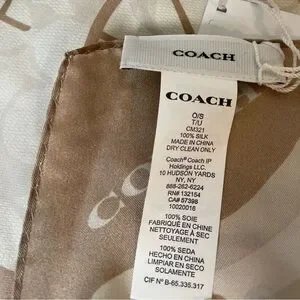 COACH
COACH
O/S
T/U
CM321
100% SILK
MADE IN CHINA
DRY CLEAN ONLY
Coach® Coach IP
Holdings LLC.
10 HUDSON YARDS
NY, NY
888-262-6224
RN# 132154
CA# 57398
10020016
100% SOIE
FABRIQUÉ EN CHINE
NETTOYAGE À SEC
SEULEMENT
100% SEDA
HECHO EN CHINA
LIMPIAR EN SECO
SOLAMENTE
CIF Nº B-65.335.317
COACH